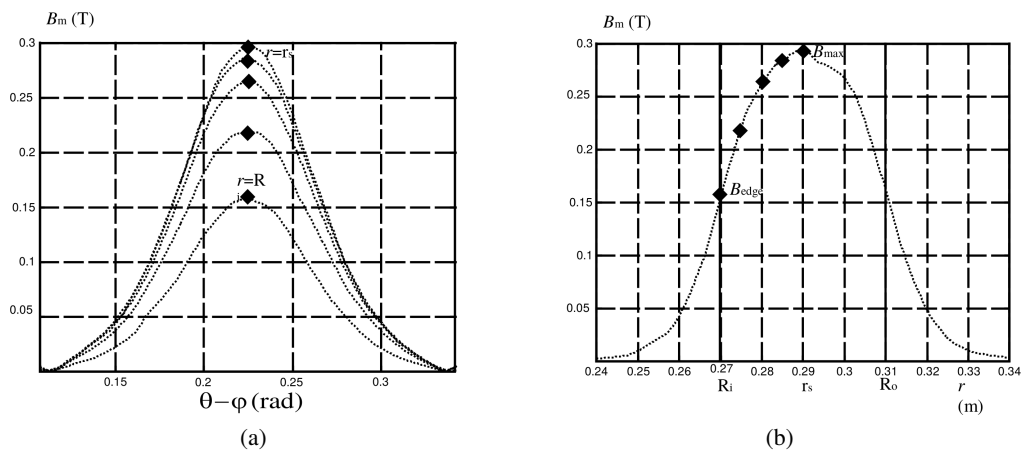 Bm (T)
0.3
0.25
0.2
0.15
0.1
0.05
r=rs
r=R
i
0.15
0.2
0.25
0.3
θ−φ (rad)
(a)
Bm (T)
0.3
0.25
0.2
0.15
0.1
0.05
Bmax
Bedge
0.24
0.25
0.26
0.27
0.28
0.29
0.3
0.31
0.32
0.33
0.34
Ri
rs
Ro
r
(m)
(b)